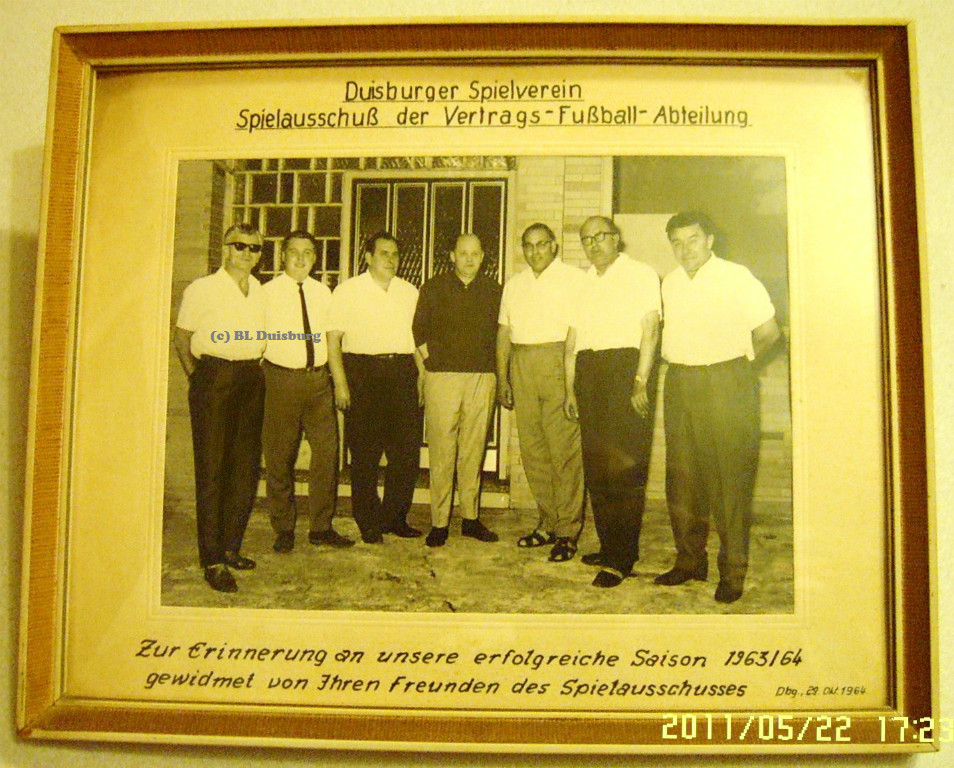 Duisburger Spielverein
Spielausschuß der Vertrags-Fußball-Abteilung
(c) BL Duisburg
Zur Erinnerung an unsere erfolgreiche Saison 1963/64
gewidmet von Ihren Freunden des Spielausschusses
Dbg., 29. Okt. 1964
2011/05/22 17:23